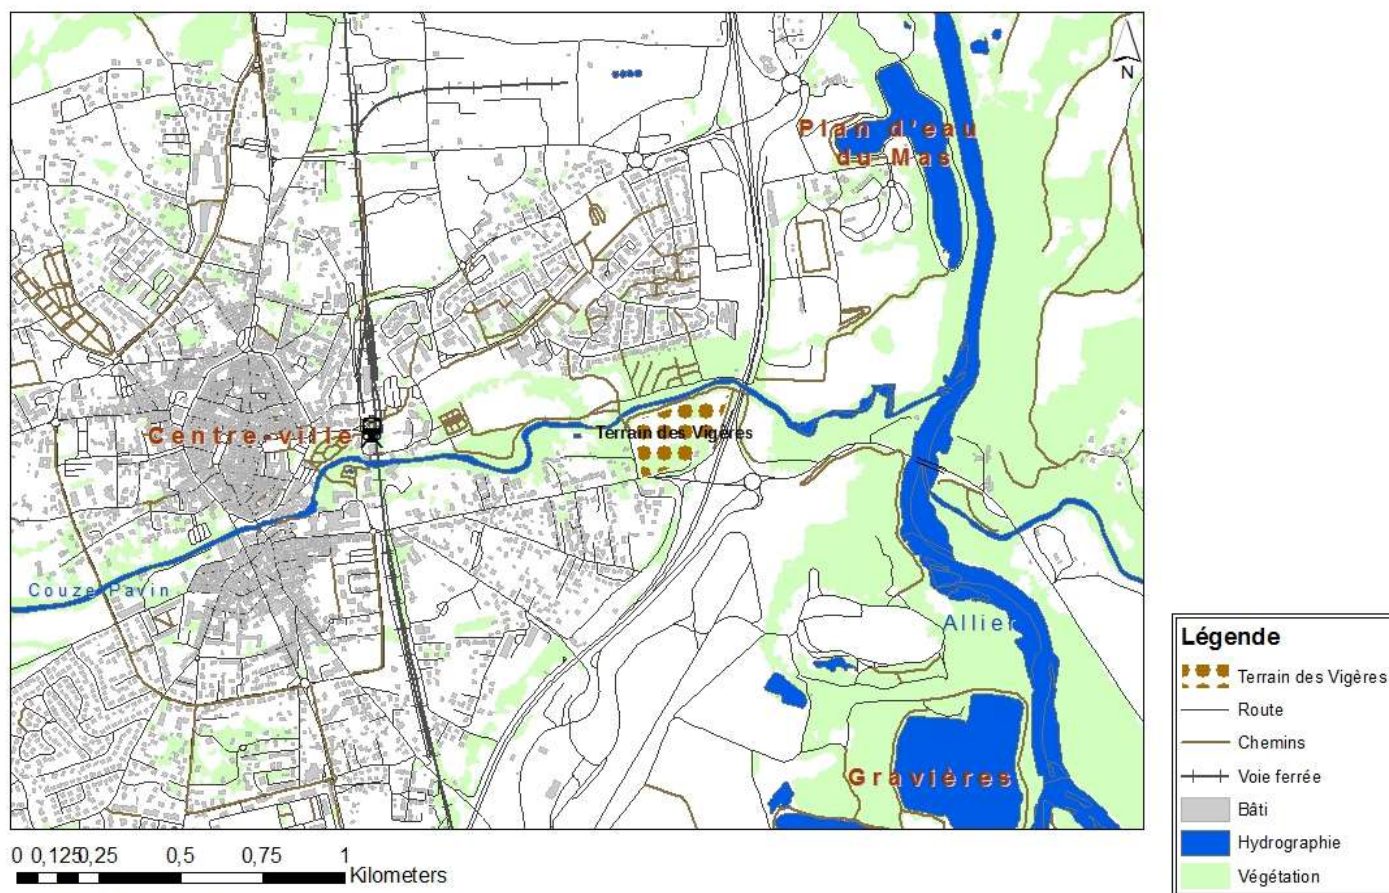 N
Plan d'eau
du Mas
Centre-ville
Terrain des Vigères
Couze Pavin
Allier
Gravières
0 0,125 0,25 0,5 0,75 1
Kilometers
Légende
Terrain des Vigères
Route
Chemins
Voie ferrée
Bâti
Hydrographie
Végétation